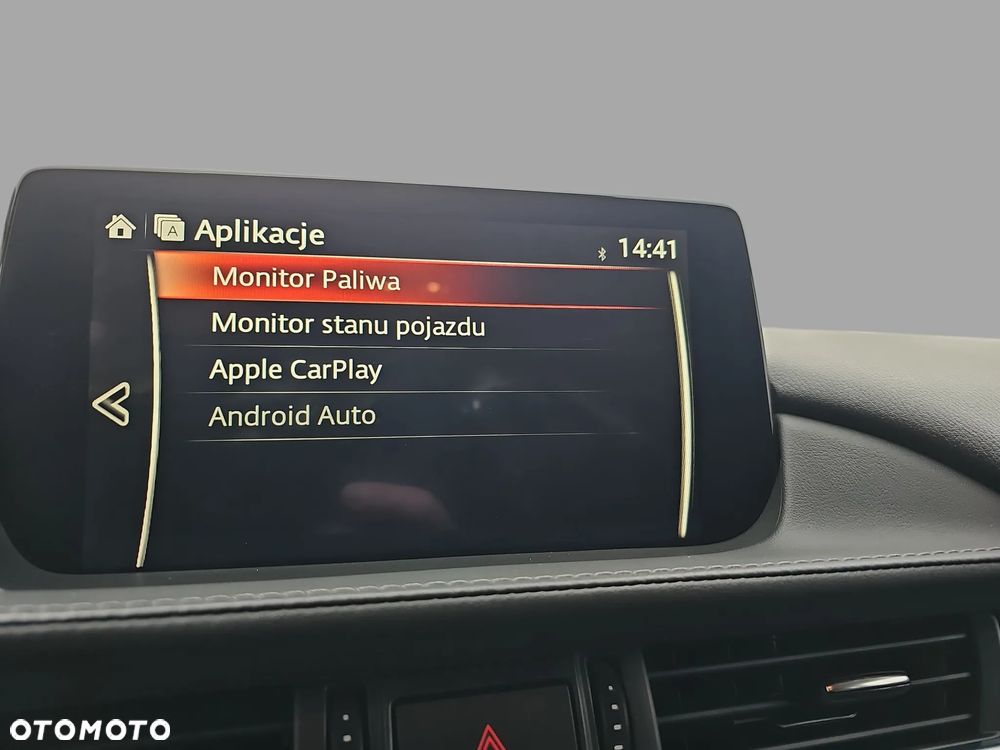 A Aplikacje
14:41
Monitor Paliwa
Monitor stanu pojazdu
Apple CarPlay
Android Auto
OTOMOTO